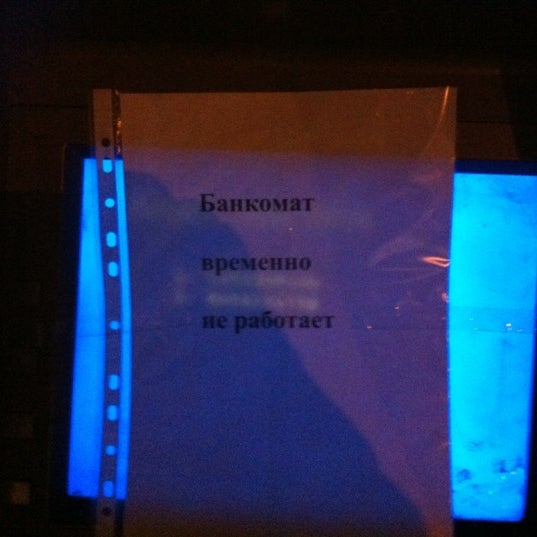 Банкомат
временно
не работает